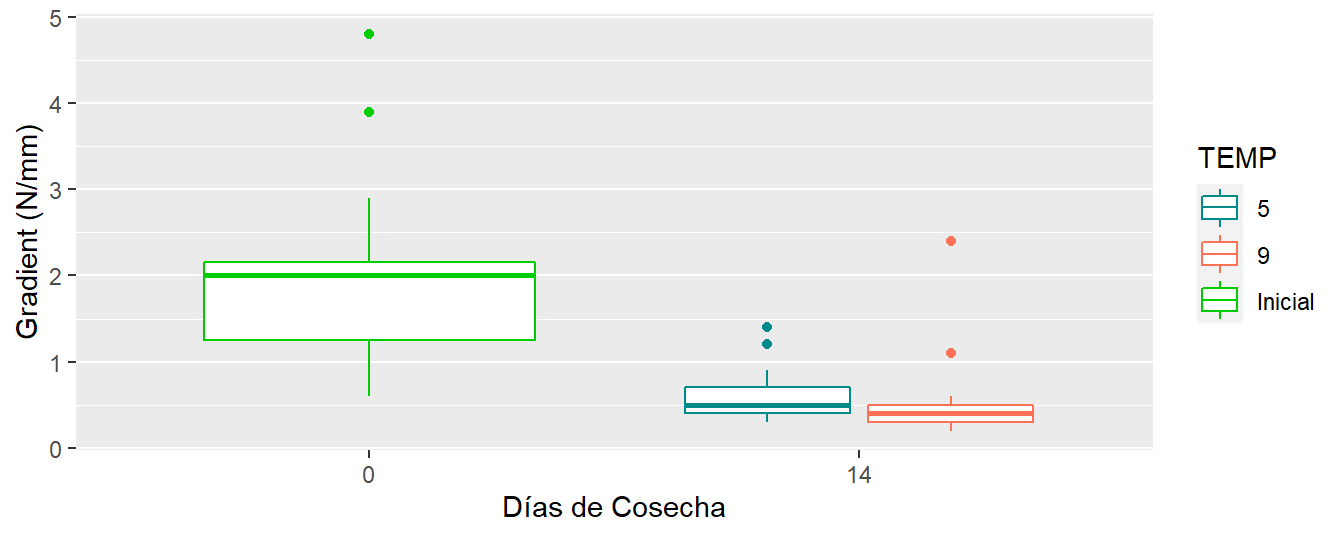 Gradient (N/mm)
5
4
3
2
1
0
0
14
Días de Cosecha
TEMP
5
9
Inicial